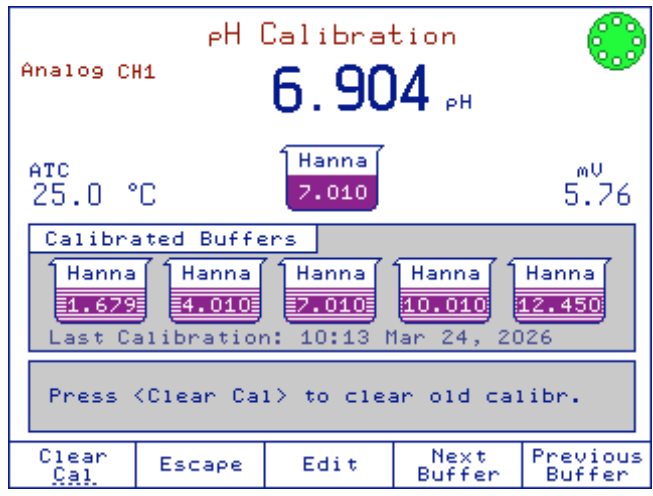 pH Calibration
Analog CH1
6.904 pH
ATC
25.0 °C
Hanna
7.010
mV
5.76
Calibrated Buffers
Hanna Hanna Hanna Hanna Hanna
1.679 4.010 7.010 10.010 12.450
Last Calibration: 10:13 Mar 24, 2026
Press <Clear Cal> to clear old calibr.
Clear
Cal
Escape
Edit
Next
Buffer
Previous
Buffer